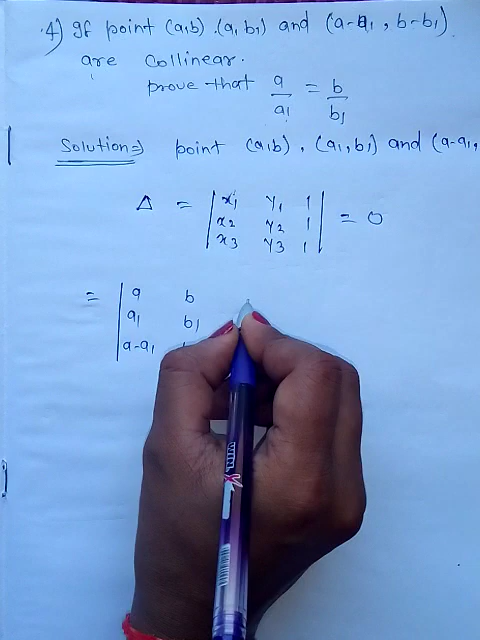 4) If point (a,b) .(a, b1) and (a-a1 , b-b1)
are collinear.
prove that a/a1 = b/b1
Solution⇒ point (a,b) , (a1,b1) and (a-a1,
Δ = | x1 y1 1 |
| x2 y2 1 | = 0
| x3 y3 1 |
= | a b
| a1 b1
| a-a1
WIN